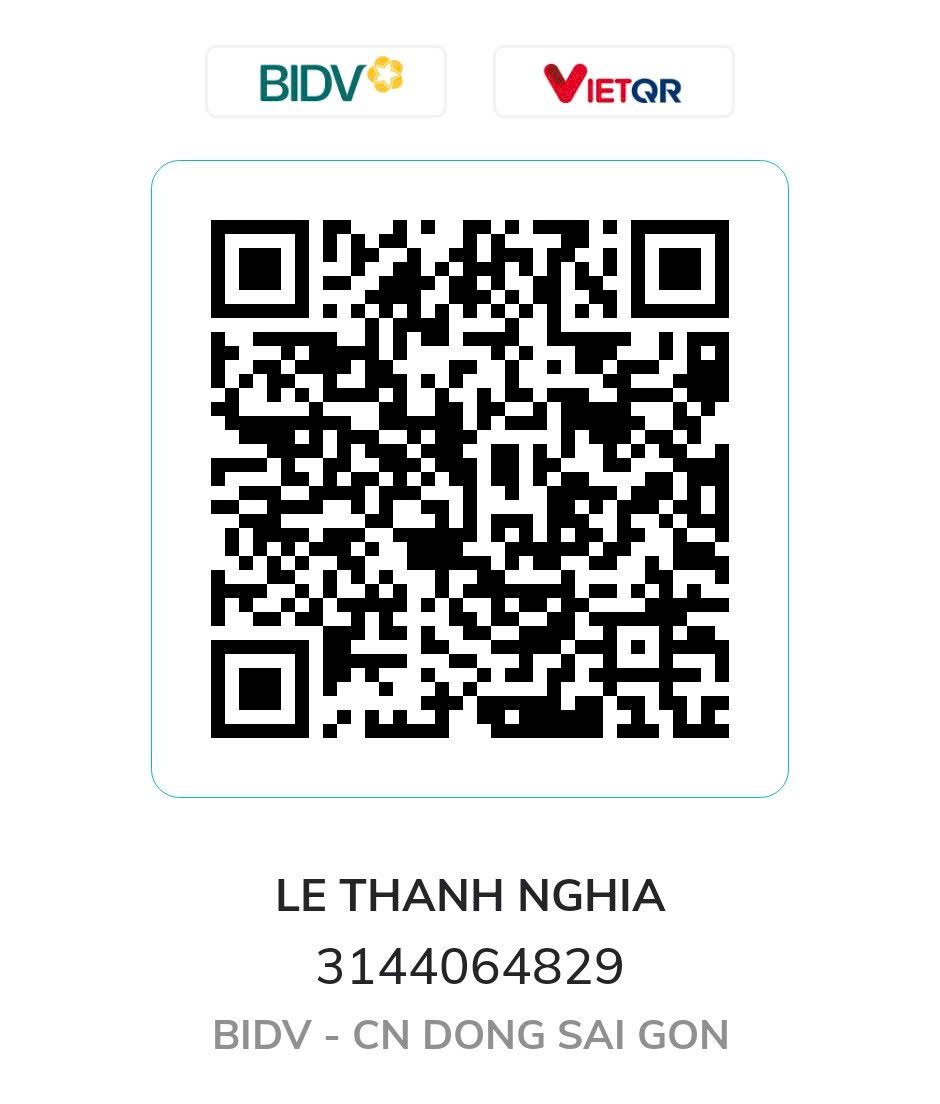 BIDV
VIETQR
LE THANH NGHIA
3144064829
BIDV - CN DONG SAI GON